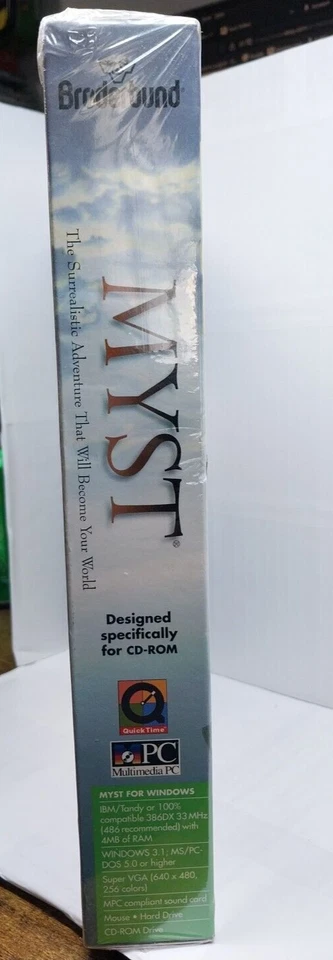 Brøderbund
MYST®
The Surrealistic Adventure That Will Become Your World
Designed
specifically
for CD-ROM
QuickTime™
PC
Multimedia PC
MYST FOR WINDOWS
IBM/Tandy or 100%
compatible 386DX 33 MHz
(486 recommended) with
4MB of RAM
WINDOWS 3.1, MS/PC-
DOS 5.0 or higher
Super VGA (640 x 480,
256 colors)
MPC compliant sound card
Mouse • Hard Drive
CD-ROM Drive